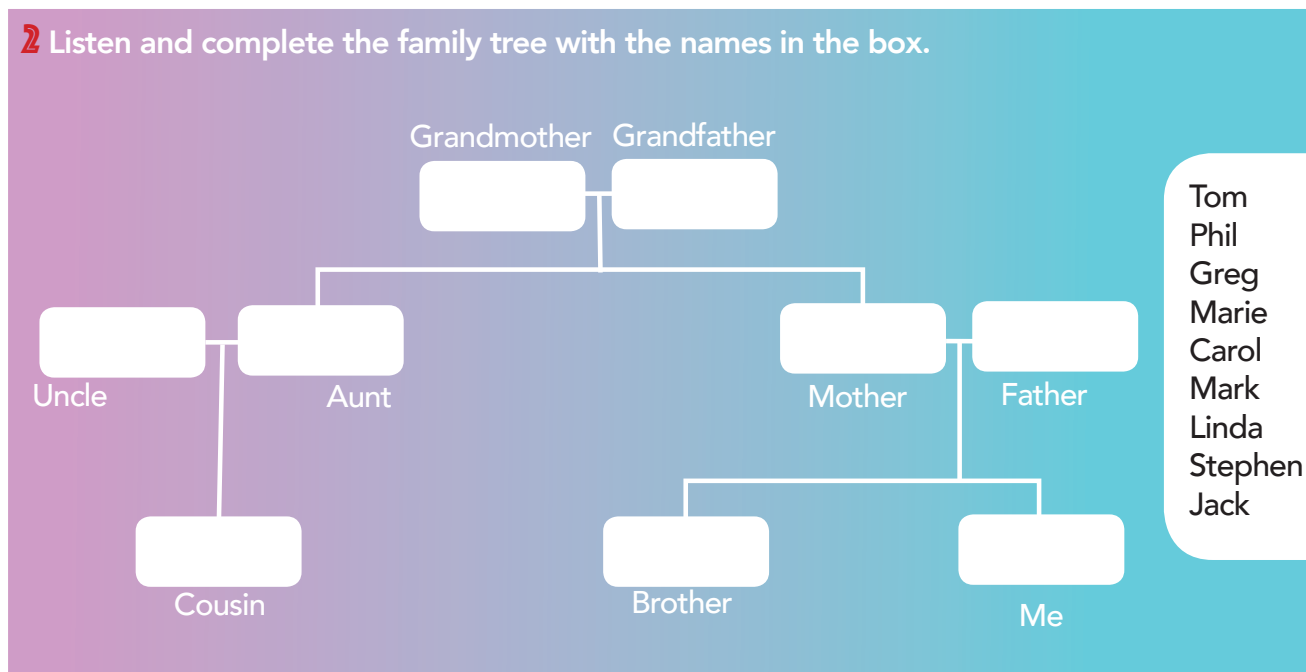 2 Listen and complete the family tree with the names in the box.
Grandmother Grandfather
Uncle Aunt Mother Father
Cousin Brother Me
Tom
Phil
Greg
Marie
Carol
Mark
Linda
Stephen
Jack